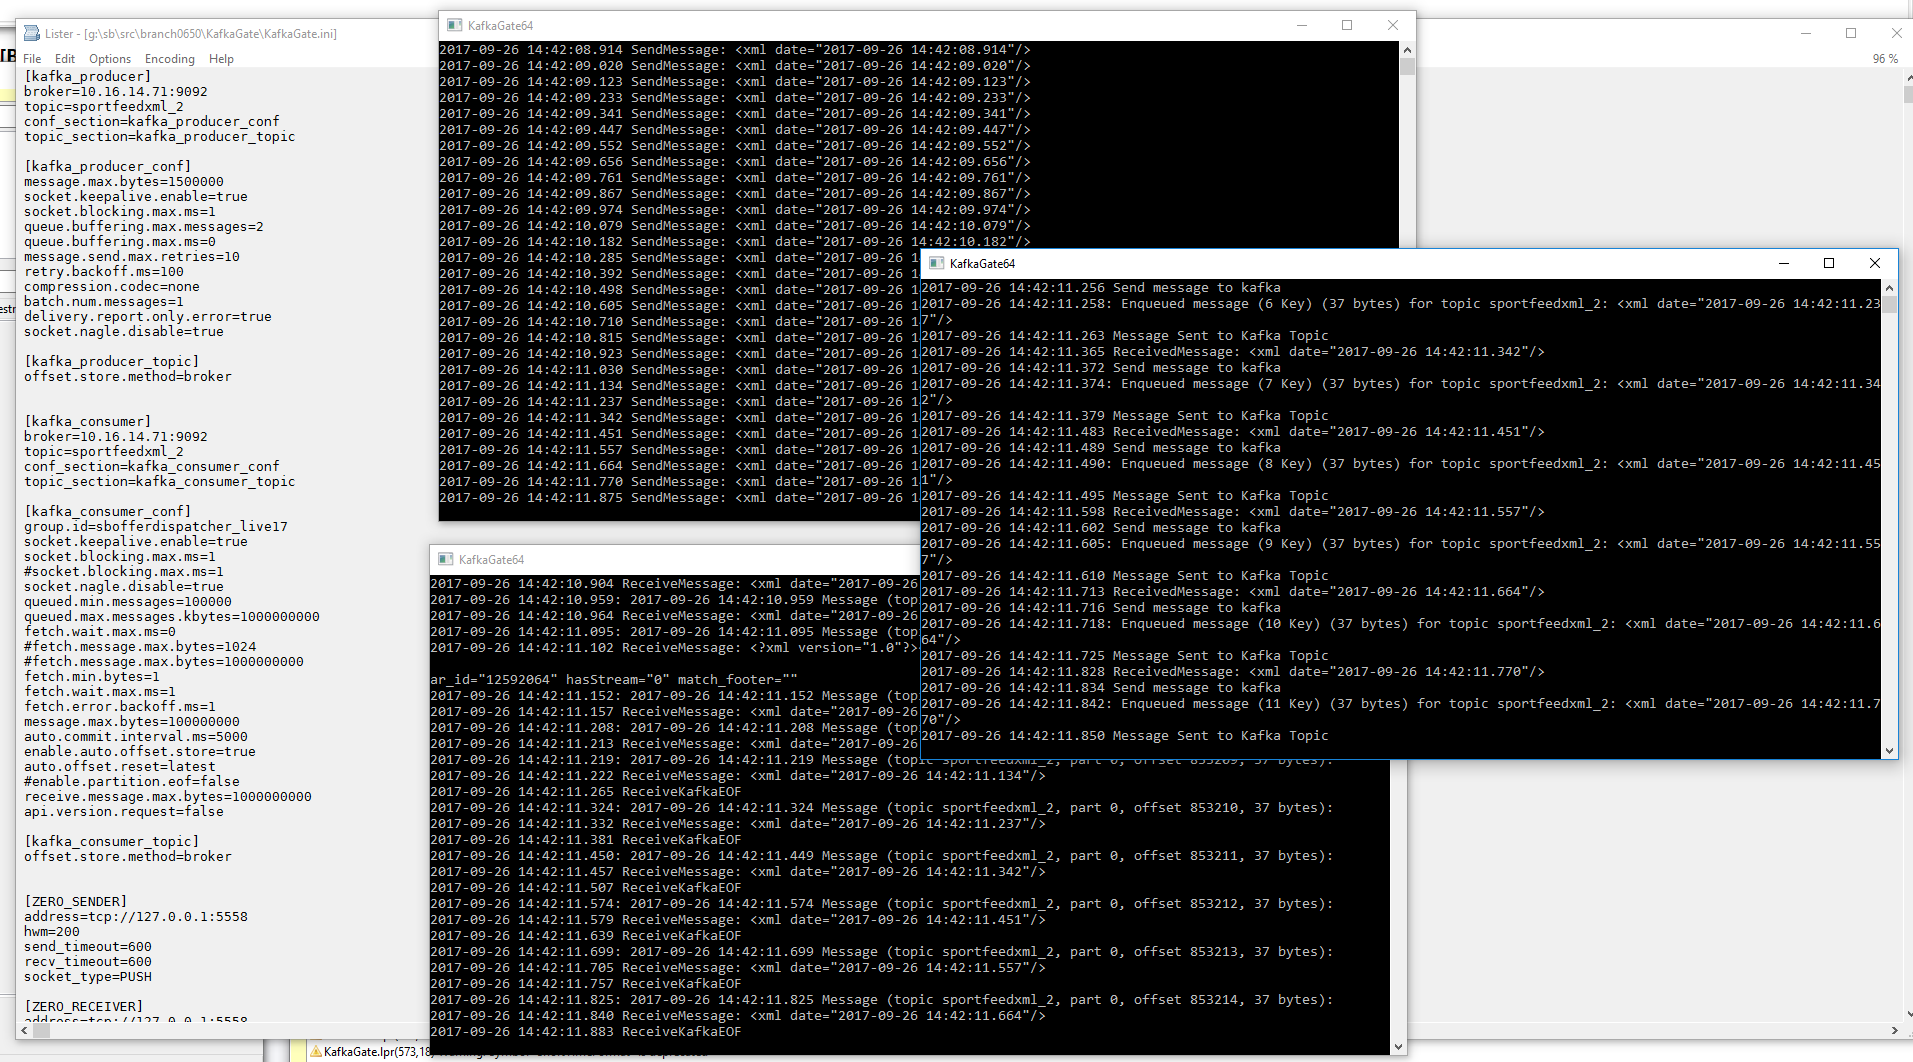 Lister - [g:\sb\src\branch0650\KafkaGate\KafkaGate.ini]
File Edit Options Encoding Help
96 %
[kafka_producer]
broker=10.16.14.71:9092
topic=sportfeedxml_2
conf_section=kafka_producer_conf
topic_section=kafka_producer_topic
[kafka_producer_conf]
message.max.bytes=1500000
socket.keepalive.enable=true
socket.blocking.max.ms=1
queue.buffering.max.messages=2
queue.buffering.max.ms=0
message.send.max.retries=10
retry.backoff.ms=100
compression.codec=none
batch.num.messages=1
delivery.report.only.error=true
socket.nagle.disable=true
[kafka_producer_topic]
offset.store.method=broker
[kafka_consumer]
broker=10.16.14.71:9092
topic=sportfeedxml_2
conf_section=kafka_consumer_conf
topic_section=kafka_consumer_topic
[kafka_consumer_conf]
group.id=sbofferdispatcher_live17
socket.keepalive.enable=true
socket.blocking.max.ms=1
#socket.blocking.max.ms=1
socket.nagle.disable=true
queued.min.messages=100000
queued.max.messages.kbytes=1000000000
fetch.wait.max.ms=0
#fetch.message.max.bytes=1024
#fetch.message.max.bytes=1000000000
fetch.min.bytes=1
fetch.wait.max.ms=1
fetch.error.backoff.ms=1
message.max.bytes=100000000
auto.commit.interval.ms=5000
enable.auto.offset.store=true
auto.offset.reset=latest
#enable.partition.eof=false
receive.message.max.bytes=1000000000
api.version.request=false
[kafka_consumer_topic]
offset.store.method=broker
[ZERO_SENDER]
address=tcp://127.0.0.1:5558
hwm=200
send_timeout=600
recv_timeout=600
socket_type=PUSH
[ZERO_RECEIVER]
address=tcp://127.0.0.1:5558
KafkaGate64
2017-09-26 14:42:08.914 SendMessage: <xml date="2017-09-26 14:42:08.914"/>
2017-09-26 14:42:09.020 SendMessage: <xml date="2017-09-26 14:42:09.020"/>
2017-09-26 14:42:09.123 SendMessage: <xml date="2017-09-26 14:42:09.123"/>
2017-09-26 14:42:09.233 SendMessage: <xml date="2017-09-26 14:42:09.233"/>
2017-09-26 14:42:09.341 SendMessage: <xml date="2017-09-26 14:42:09.341"/>
2017-09-26 14:42:09.447 SendMessage: <xml date="2017-09-26 14:42:09.447"/>
2017-09-26 14:42:09.552 SendMessage: <xml date="2017-09-26 14:42:09.552"/>
2017-09-26 14:42:09.656 SendMessage: <xml date="2017-09-26 14:42:09.656"/>
2017-09-26 14:42:09.761 SendMessage: <xml date="2017-09-26 14:42:09.761"/>
2017-09-26 14:42:09.867 SendMessage: <xml date="2017-09-26 14:42:09.867"/>
2017-09-26 14:42:09.974 SendMessage: <xml date="2017-09-26 14:42:09.974"/>
2017-09-26 14:42:10.079 SendMessage: <xml date="2017-09-26 14:42:10.079"/>
2017-09-26 14:42:10.182 SendMessage: <xml date="2017-09-26 14:42:10.182"/>
2017-09-26 14:42:10.285 SendMessage: <xml date="2017-09-26 1
2017-09-26 14:42:10.392 SendMessage: <xml date="2017-09-26 1
2017-09-26 14:42:10.498 SendMessage: <xml date="2017-09-26 1
2017-09-26 14:42:10.605 SendMessage: <xml date="2017-09-26 1
2017-09-26 14:42:10.710 SendMessage: <xml date="2017-09-26 1
2017-09-26 14:42:10.815 SendMessage: <xml date="2017-09-26 1
2017-09-26 14:42:10.923 SendMessage: <xml date="2017-09-26 1
2017-09-26 14:42:11.030 SendMessage: <xml date="2017-09-26 1
2017-09-26 14:42:11.134 SendMessage: <xml date="2017-09-26 1
2017-09-26 14:42:11.237 SendMessage: <xml date="2017-09-26 1
2017-09-26 14:42:11.342 SendMessage: <xml date="2017-09-26 1
2017-09-26 14:42:11.451 SendMessage: <xml date="2017-09-26 1
2017-09-26 14:42:11.557 SendMessage: <xml date="2017-09-26 1
2017-09-26 14:42:11.664 SendMessage: <xml date="2017-09-26 1
2017-09-26 14:42:11.770 SendMessage: <xml date="2017-09-26 1
2017-09-26 14:42:11.875 SendMessage: <xml date="2017-09-26 1
KafkaGate64
2017-09-26 14:42:11.256 Send message to kafka
2017-09-26 14:42:11.258: Enqueued message (6 Key) (37 bytes) for topic sportfeedxml_2: <xml date="2017-09-26 14:42:11.23
7"/>
2017-09-26 14:42:11.263 Message Sent to Kafka Topic
2017-09-26 14:42:11.365 ReceivedMessage: <xml date="2017-09-26 14:42:11.342"/>
2017-09-26 14:42:11.372 Send message to kafka
2017-09-26 14:42:11.374: Enqueued message (7 Key) (37 bytes) for topic sportfeedxml_2: <xml date="2017-09-26 14:42:11.34
2"/>
2017-09-26 14:42:11.379 Message Sent to Kafka Topic
2017-09-26 14:42:11.483 ReceivedMessage: <xml date="2017-09-26 14:42:11.451"/>
2017-09-26 14:42:11.489 Send message to kafka
2017-09-26 14:42:11.490: Enqueued message (8 Key) (37 bytes) for topic sportfeedxml_2: <xml date="2017-09-26 14:42:11.45
1"/>
2017-09-26 14:42:11.495 Message Sent to Kafka Topic
2017-09-26 14:42:11.598 ReceivedMessage: <xml date="2017-09-26 14:42:11.557"/>
2017-09-26 14:42:11.602 Send message to kafka
2017-09-26 14:42:11.605: Enqueued message (9 Key) (37 bytes) for topic sportfeedxml_2: <xml date="2017-09-26 14:42:11.55
7"/>
2017-09-26 14:42:11.610 Message Sent to Kafka Topic
2017-09-26 14:42:11.713 ReceivedMessage: <xml date="2017-09-26 14:42:11.664"/>
2017-09-26 14:42:11.716 Send message to kafka
2017-09-26 14:42:11.718: Enqueued message (10 Key) (37 bytes) for topic sportfeedxml_2: <xml date="2017-09-26 14:42:11.6
64"/>
2017-09-26 14:42:11.725 Message Sent to Kafka Topic
2017-09-26 14:42:11.828 ReceivedMessage: <xml date="2017-09-26 14:42:11.770"/>
2017-09-26 14:42:11.834 Send message to kafka
2017-09-26 14:42:11.842: Enqueued message (11 Key) (37 bytes) for topic sportfeedxml_2: <xml date="2017-09-26 14:42:11.7
70"/>
2017-09-26 14:42:11.850 Message Sent to Kafka Topic
KafkaGate64
2017-09-26 14:42:10.904 ReceiveMessage: <xml date="2017-09-26
2017-09-26 14:42:10.959: 2017-09-26 14:42:10.959 Message (top
2017-09-26 14:42:10.964 ReceiveMessage: <xml date="2017-09-26
2017-09-26 14:42:11.095: 2017-09-26 14:42:11.095 Message (top
2017-09-26 14:42:11.102 ReceiveMessage: <?xml version="1.0"?>
ar_id="12592064" hasStream="0" match_footer=""
2017-09-26 14:42:11.152: 2017-09-26 14:42:11.152 Message (top
2017-09-26 14:42:11.157 ReceiveMessage: <xml date="2017-09-26
2017-09-26 14:42:11.208: 2017-09-26 14:42:11.208 Message (top
2017-09-26 14:42:11.213 ReceiveMessage: <xml date="2017-09-26
2017-09-26 14:42:11.219: 2017-09-26 14:42:11.219 Message (topic sportfeedxml_2, part 0, offset 853209, 37 bytes):
2017-09-26 14:42:11.222 ReceiveMessage: <xml date="2017-09-26 14:42:11.134"/>
2017-09-26 14:42:11.265 ReceiveKafkaEOF
2017-09-26 14:42:11.324: 2017-09-26 14:42:11.324 Message (topic sportfeedxml_2, part 0, offset 853210, 37 bytes):
2017-09-26 14:42:11.332 ReceiveMessage: <xml date="2017-09-26 14:42:11.237"/>
2017-09-26 14:42:11.381 ReceiveKafkaEOF
2017-09-26 14:42:11.450: 2017-09-26 14:42:11.449 Message (topic sportfeedxml_2, part 0, offset 853211, 37 bytes):
2017-09-26 14:42:11.457 ReceiveMessage: <xml date="2017-09-26 14:42:11.342"/>
2017-09-26 14:42:11.507 ReceiveKafkaEOF
2017-09-26 14:42:11.574: 2017-09-26 14:42:11.574 Message (topic sportfeedxml_2, part 0, offset 853212, 37 bytes):
2017-09-26 14:42:11.579 ReceiveMessage: <xml date="2017-09-26 14:42:11.451"/>
2017-09-26 14:42:11.639 ReceiveKafkaEOF
2017-09-26 14:42:11.699: 2017-09-26 14:42:11.699 Message (topic sportfeedxml_2, part 0, offset 853213, 37 bytes):
2017-09-26 14:42:11.705 ReceiveMessage: <xml date="2017-09-26 14:42:11.557"/>
2017-09-26 14:42:11.757 ReceiveKafkaEOF
2017-09-26 14:42:11.825: 2017-09-26 14:42:11.825 Message (topic sportfeedxml_2, part 0, offset 853214, 37 bytes):
2017-09-26 14:42:11.840 ReceiveMessage: <xml date="2017-09-26 14:42:11.664"/>
2017-09-26 14:42:11.883 ReceiveKafkaEOF
KafkaGate.lpr(573,18)